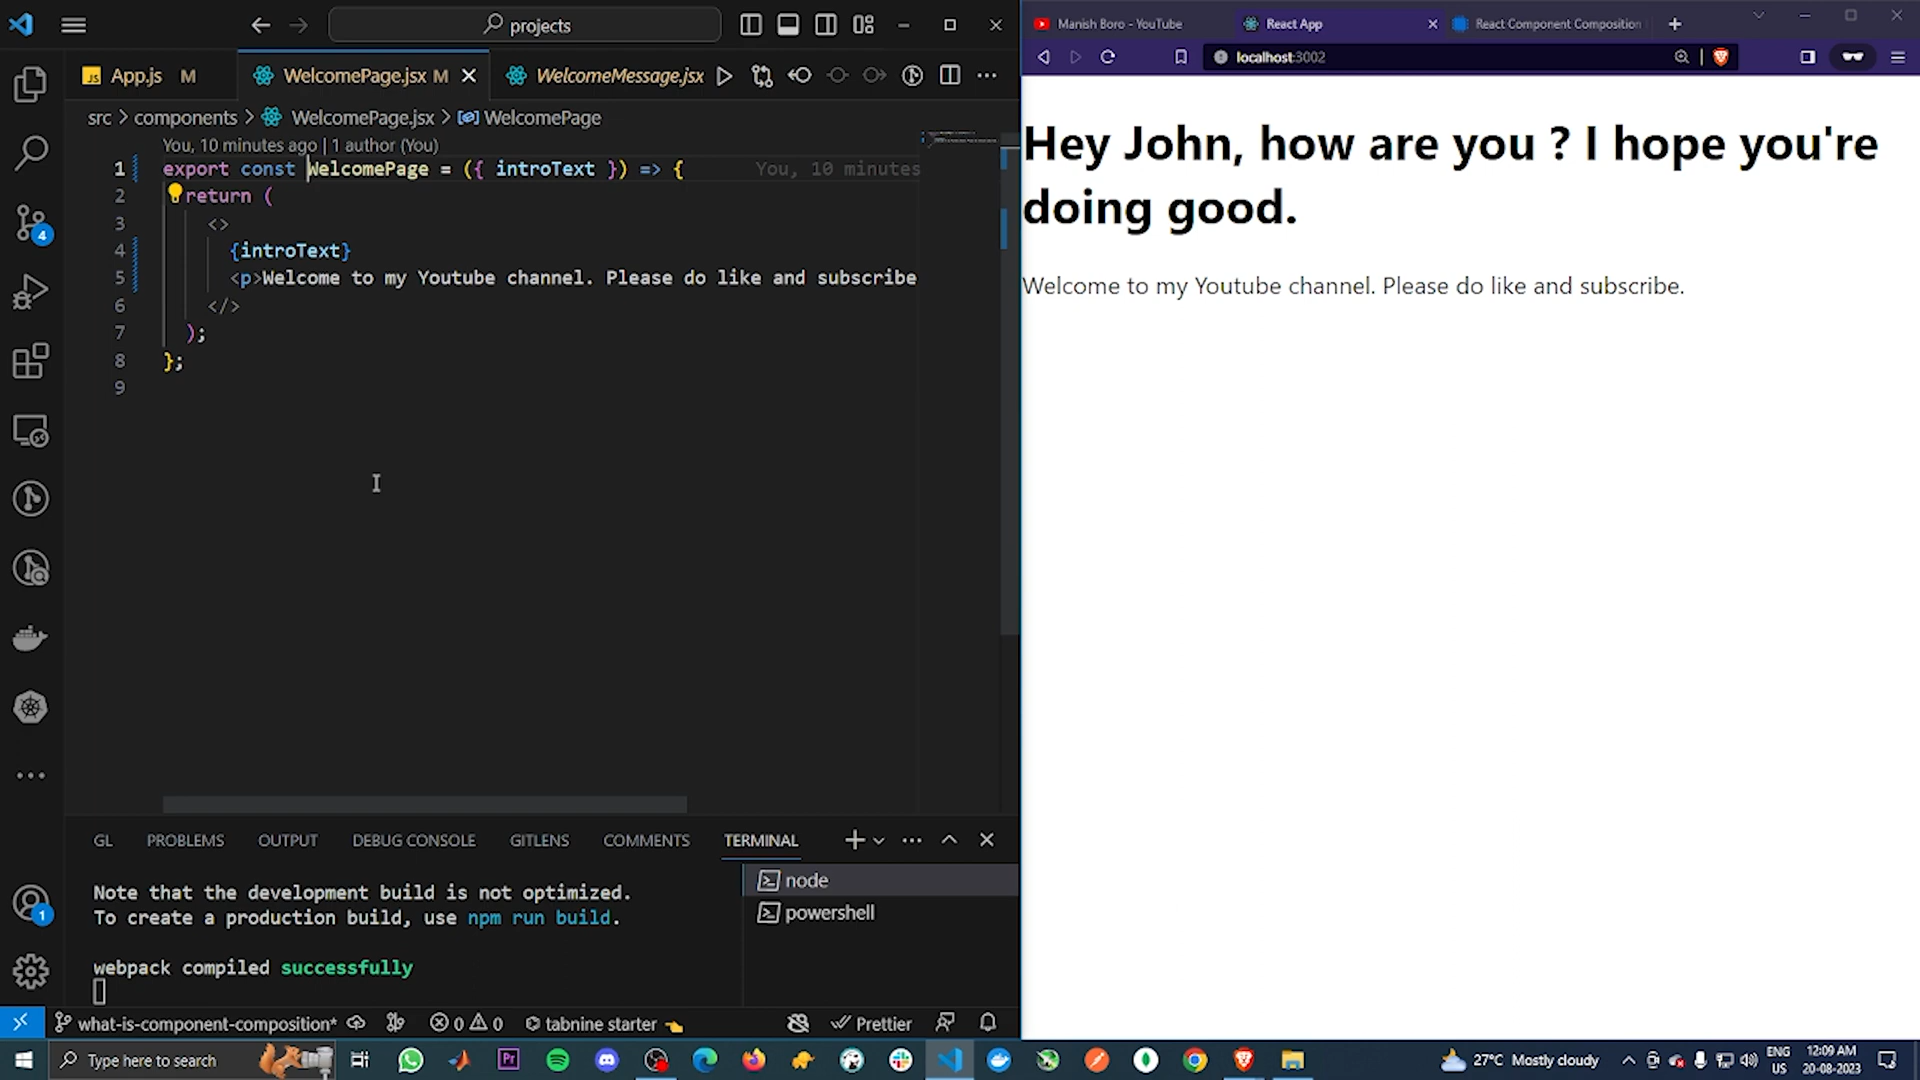 projects
JS App.js M
WelcomePage.jsx M
WelcomeMessage.jsx
src > components > WelcomePage.jsx > WelcomePage
You, 10 minutes ago | 1 author (You)
1 export const WelcomePage = ({ introText }) => { You, 10 minutes
2 return (
3 <>
4 {introText}
5 <p>Welcome to my Youtube channel. Please do like and subscribe
6 </>
7 );
8 };
9
4
1
GL PROBLEMS OUTPUT DEBUG CONSOLE GITLENS COMMENTS TERMINAL
Note that the development build is not optimized.
To create a production build, use npm run build.
webpack compiled successfully
node
powershell
what-is-component-composition* 0 0 tabnine starter Prettier
Manish Boro - YouTube
React App
React Component Composition
localhost:3002
Hey John, how are you ? I hope you're
doing good.
Welcome to my Youtube channel. Please do like and subscribe.
Type here to search
Pr
27°C Mostly cloudy
ENG
US
12:09 AM
20-08-2023